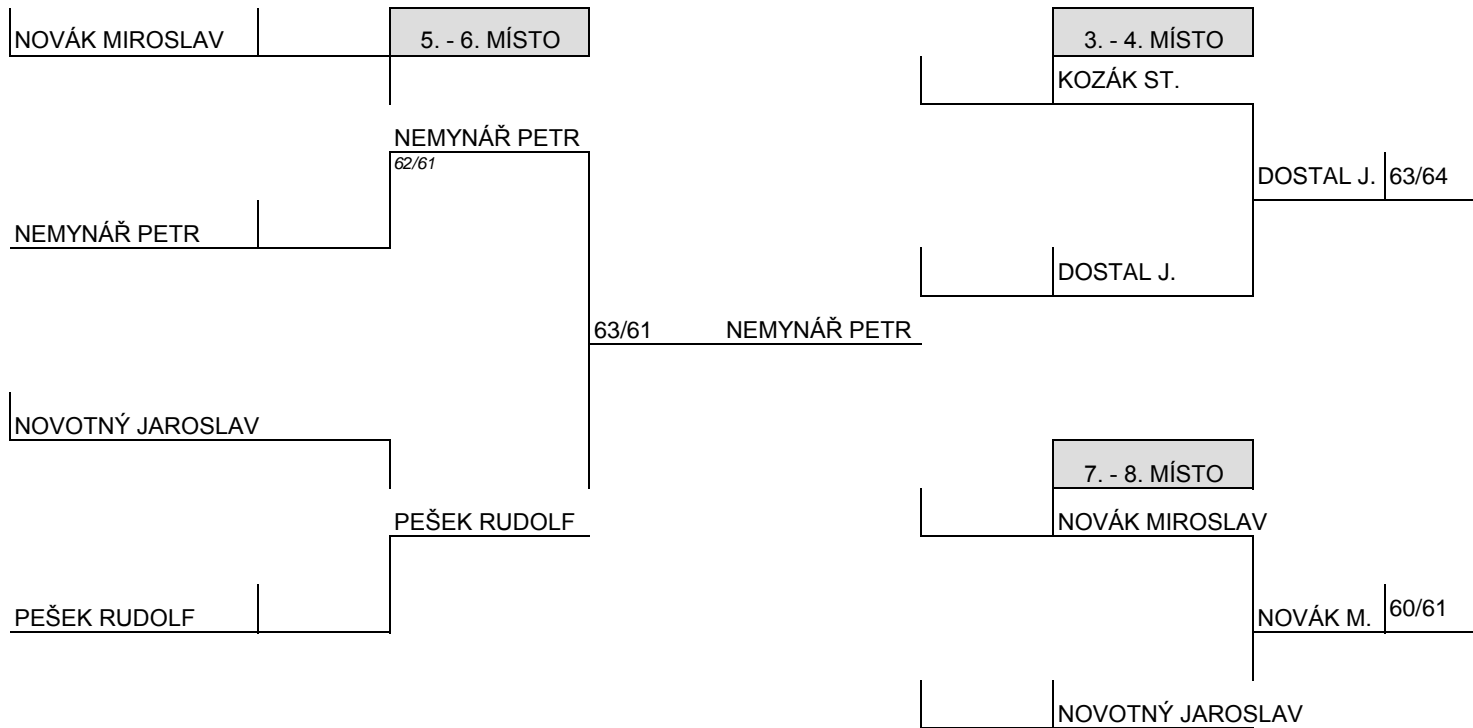 NOVÁK MIROSLAV
5. - 6. MÍSTO
NEMYNÁŘ PETR
62/61
NEMYNÁŘ PETR
63/61 NEMYNÁŘ PETR
NOVOTNÝ JAROSLAV
PEŠEK RUDOLF
PEŠEK RUDOLF
3. - 4. MÍSTO
KOZÁK ST.
DOSTAL J. 63/64
DOSTAL J.
7. - 8. MÍSTO
NOVÁK MIROSLAV
NOVÁK M. 60/61
NOVOTNÝ JAROSLAV